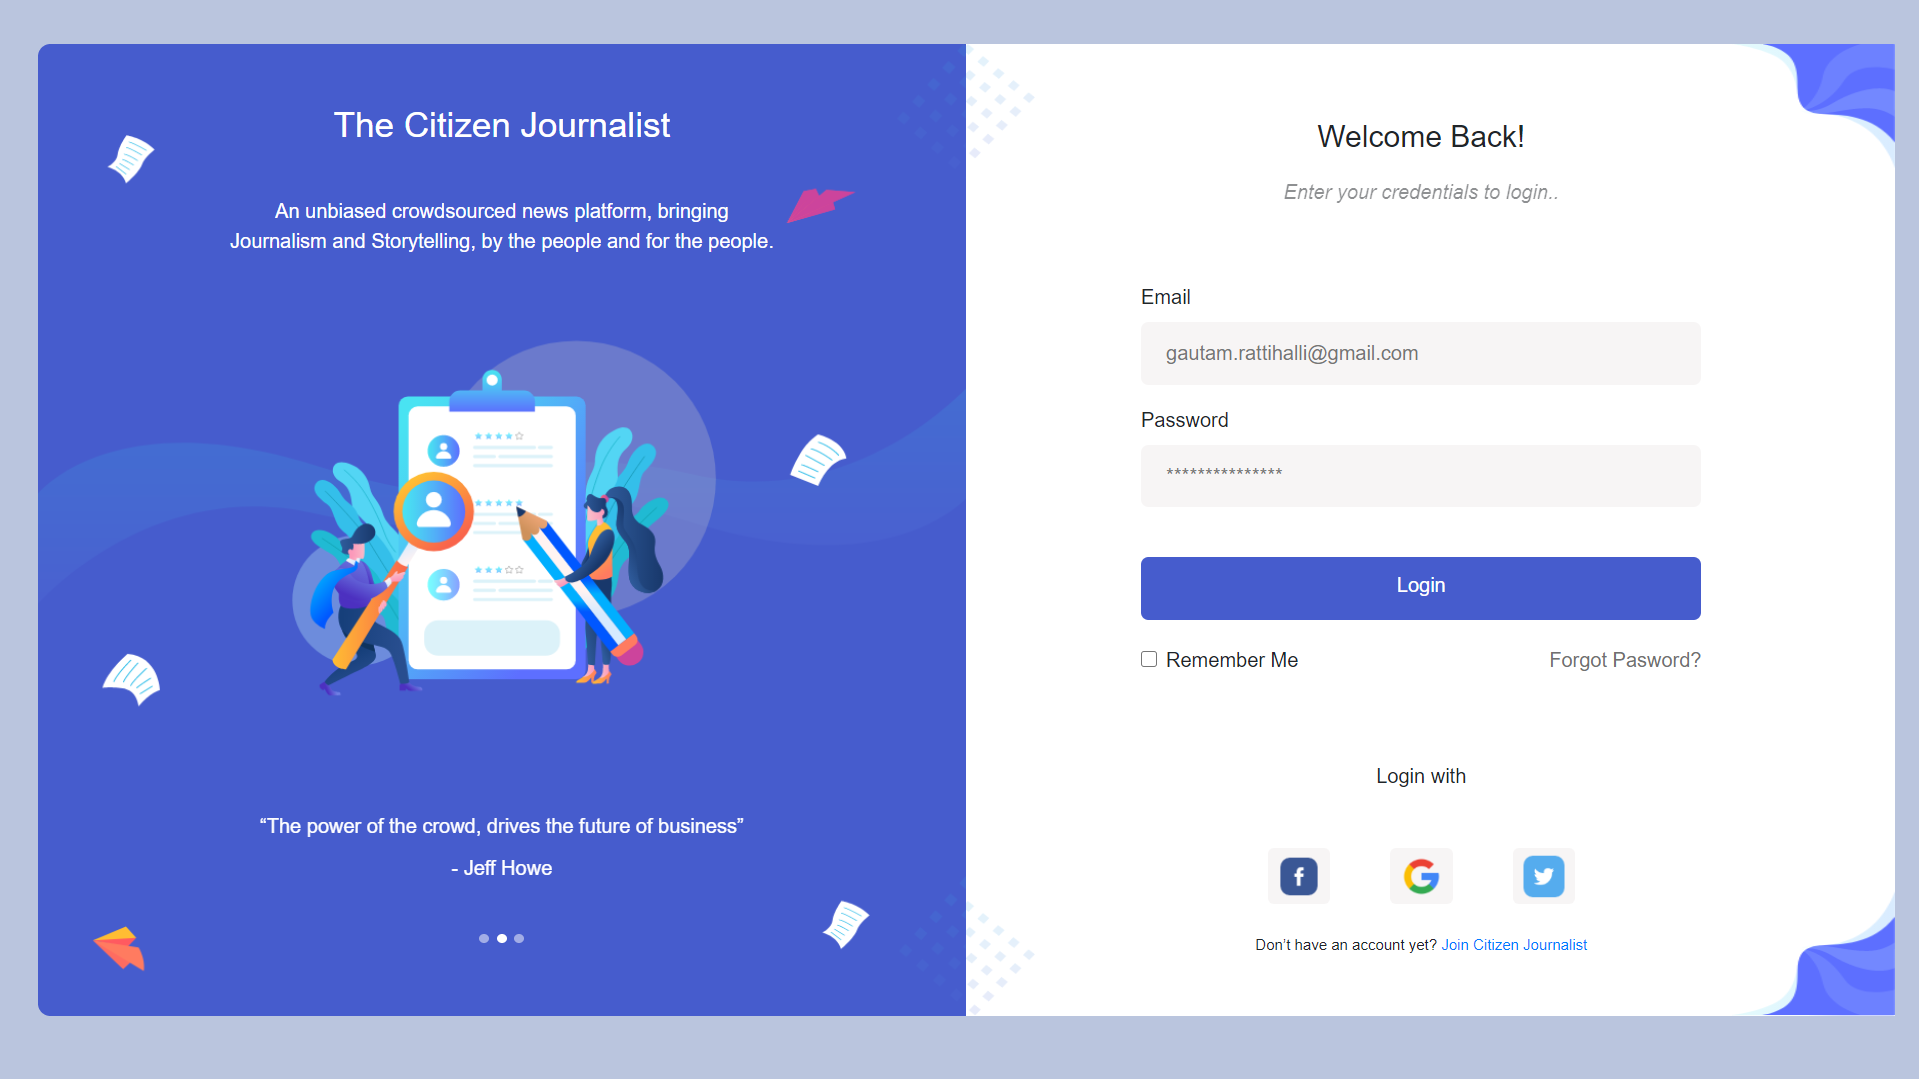 The Citizen Journalist
An unbiased crowdsourced news platform, bringing
Journalism and Storytelling, by the people and for the people.
“The power of the crowd, drives the future of business”
- Jeff Howe
Welcome Back!
Enter your credentials to login..
Email
gautam.rattihalli@gmail.com
Password
***************
Login
Remember Me
Forgot Pasword?
Login with
Don’t have an account yet? Join Citizen Journalist